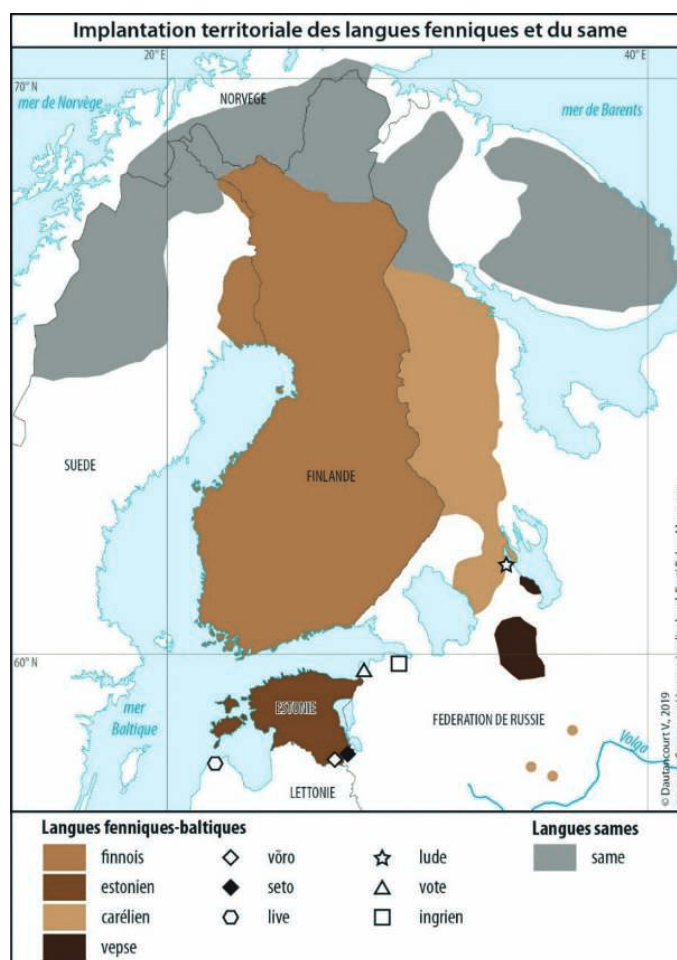 Implantation territoriale des langues fenniques et du same
20° E
40° E
70° N
mer de Norvège
NORVEGE
mer de Barents
SUEDE
FINLANDE
60° N
mer
Baltique
ESTONIE
FEDERATION DE RUSSIE
Volga
LETTONIE
© Dautancourt V., 2019
Langues fenniques-baltiques
Langues sames
finnois
võro
lude
same
estonien
seto
vote
carélien
live
ingrien
vepse